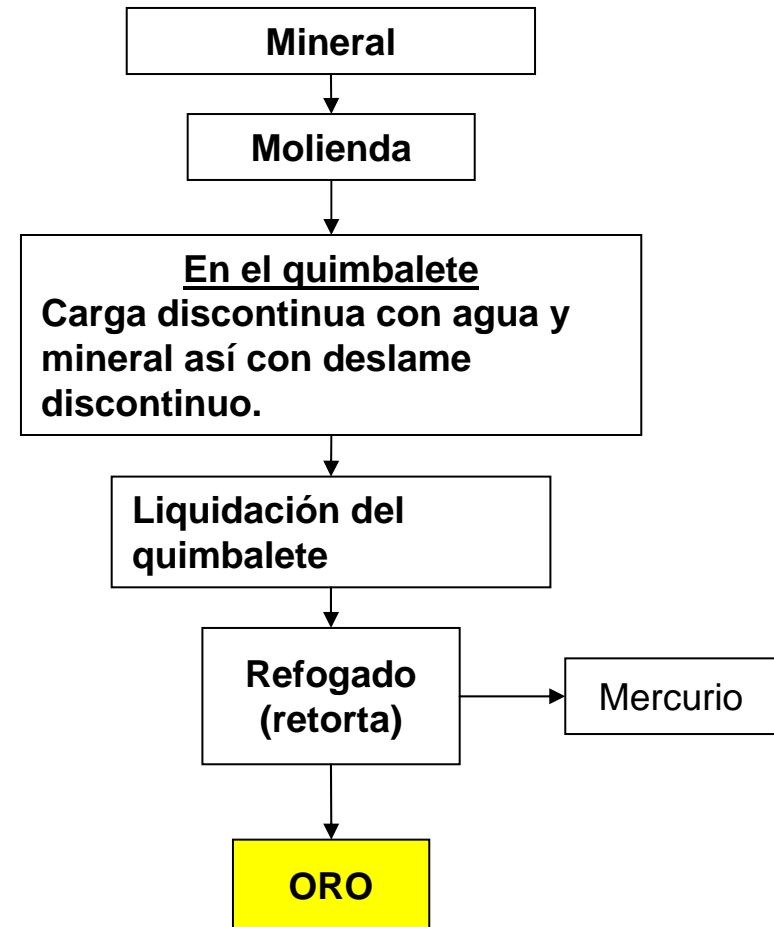 Mineral
Molienda
En el quimbalete
Carga discontinua con agua y
mineral así con deslame
discontinuo.
Liquidación del
quimbalete
Refogado
(retorta)
Mercurio
ORO